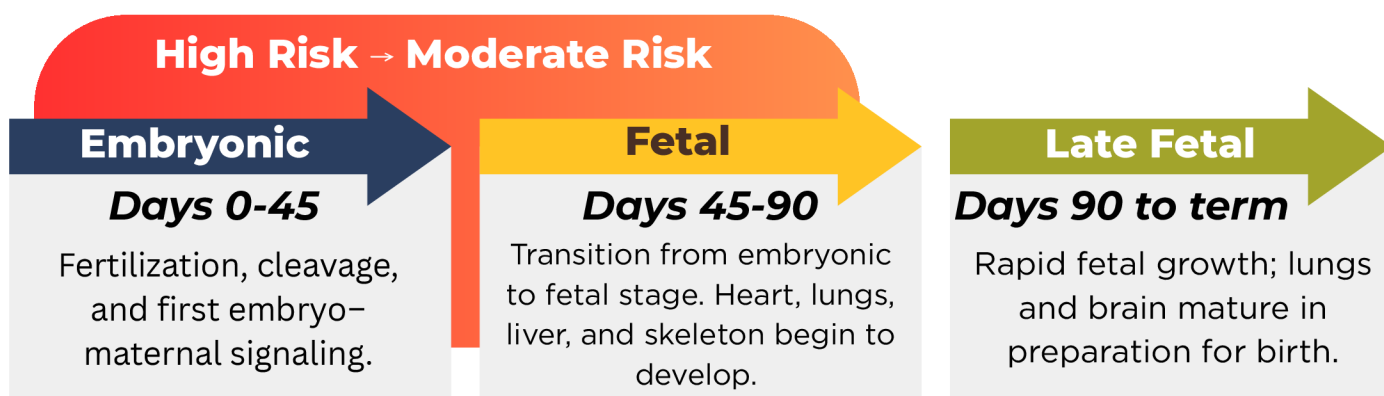 High Risk → Moderate Risk
Embryonic
Days 0-45
Fertilization, cleavage,
and first embryo–
maternal signaling.
Fetal
Days 45-90
Transition from embryonic
to fetal stage. Heart, lungs,
liver, and skeleton begin to
develop.
Late Fetal
Days 90 to term
Rapid fetal growth; lungs
and brain mature in
preparation for birth.